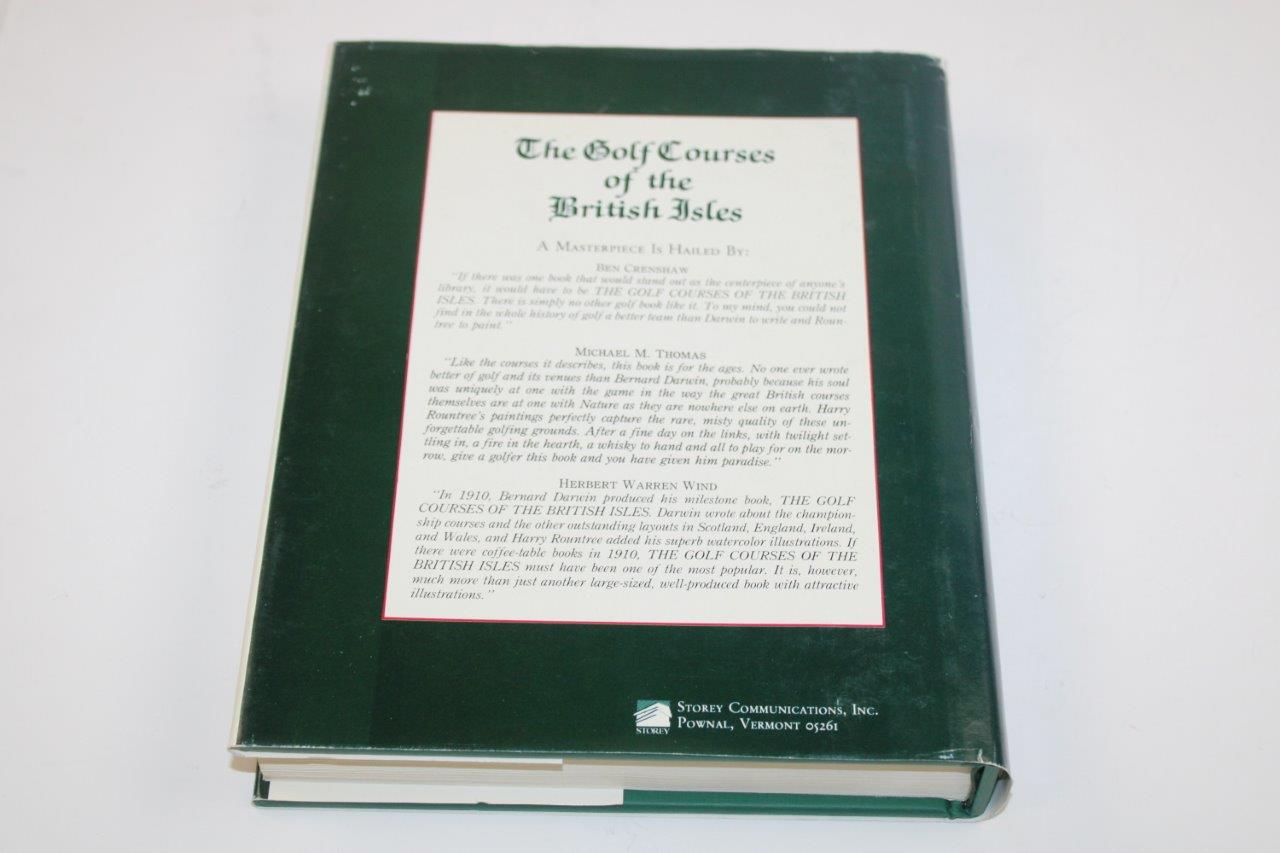 The Golf Courses
of the
British Isles
A MASTERPIECE IS HAILED BY:
BEN CRENSHAW
"If there was one book that would stand out as the centerpiece of anyone's
library, it would have to be THE GOLF COURSES OF THE BRITISH
ISLES. There is simply no other golf book like it. To my mind, you could not
find in the whole history of golf a better team than Darwin to write and Roun-
tree to paint."
MICHAEL M. THOMAS
"Like the courses it describes, this book is for the ages. No one ever wrote
better of golf and its venues than Bernard Darwin, probably because his soul
was uniquely at one with the game in the way the great British courses
themselves are at one with Nature as they are nowhere else on earth. Harry
Rountree's paintings perfectly capture the rare, misty quality of these un-
forgettable golfing grounds. After a fine day on the links, with twilight set-
tling in, a fire in the hearth, a whisky to hand and all to play for on the mor-
row, give a golfer this book and you have given him paradise."
HERBERT WARREN WIND
"In 1910, Bernard Darwin produced his milestone book, THE GOLF
COURSES OF THE BRITISH ISLES. Darwin wrote about the champion-
ship courses and the other outstanding layouts in Scotland, England, Ireland,
and Wales, and Harry Rountree added his superb watercolor illustrations. If
there were coffee-table books in 1910, THE GOLF COURSES OF THE
BRITISH ISLES must have been one of the most popular. It is, however,
much more than just another large-sized, well-produced book with attractive
illustrations."
STOREY
STOREY COMMUNICATIONS, INC.
POWNAL, VERMONT 05261